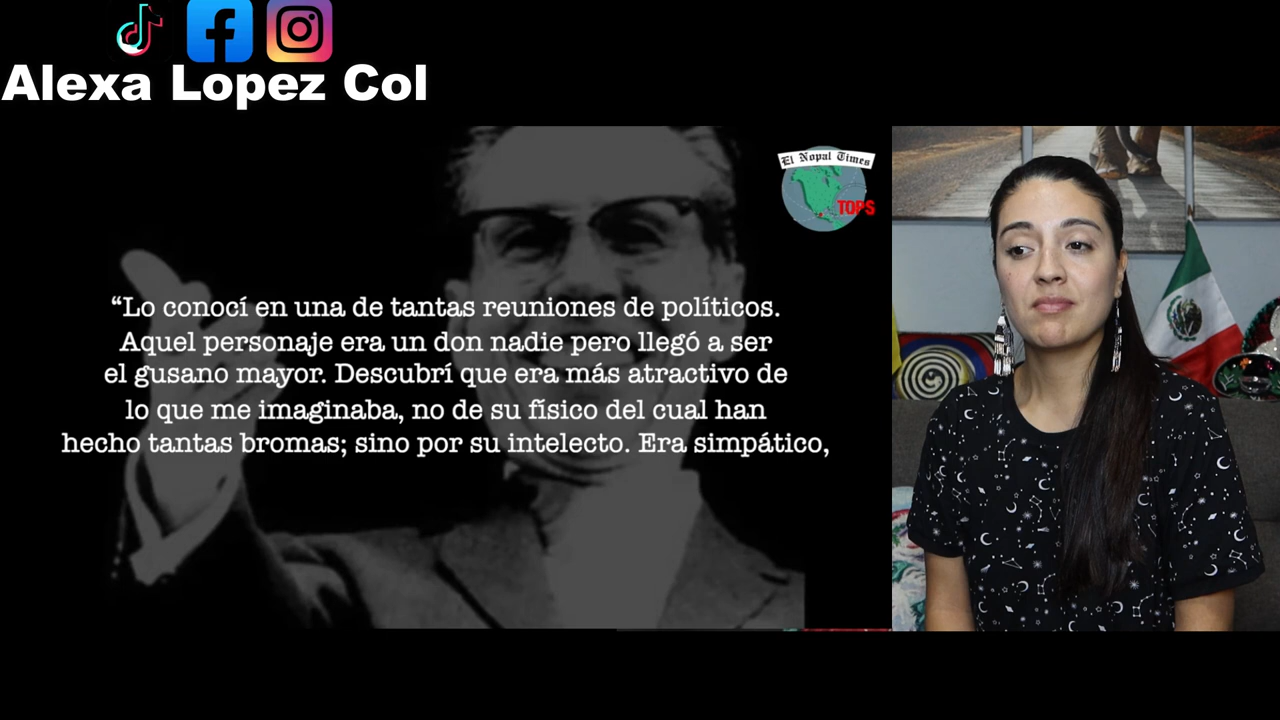 Alexa Lopez Col
El Nopal Times
TOPS
“Lo conocí en una de tantas reuniones de políticos.
Aquel personaje era un don nadie pero llegó a ser
el gusano mayor. Descubrí que era más atractivo de
lo que me imaginaba, no de su físico del cual han
hecho tantas bromas; sino por su intelecto. Era simpático,